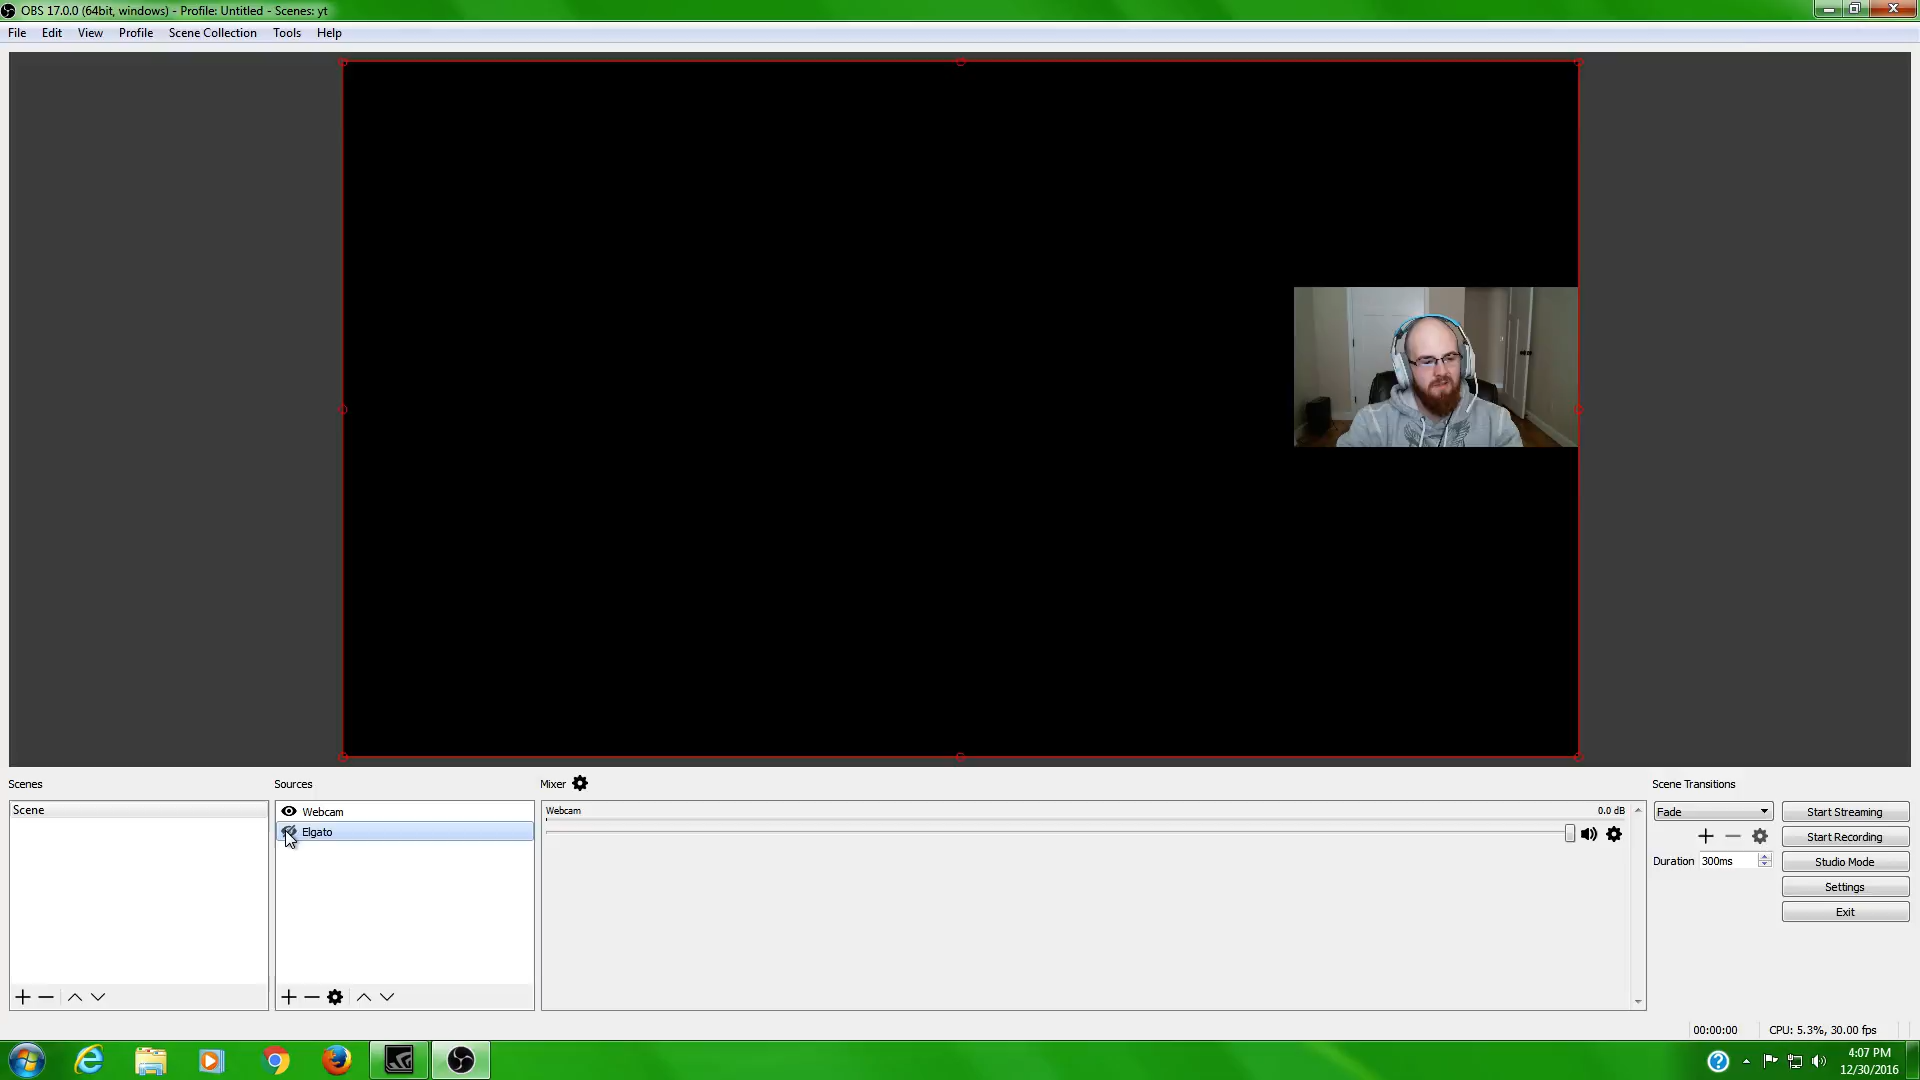 OBS 17.0.0 (64bit, windows) - Profile: Untitled - Scenes: yt
File Edit View Profile Scene Collection Tools Help
Scenes
Sources
Mixer
Scene Transitions
Scene
Webcam
Elgato
Webcam
0.0 dB
Fade
Duration 300ms
Start Streaming
Start Recording
Studio Mode
Settings
Exit
00:00:00
CPU: 5.3%, 30.00 fps
4:07 PM
12/30/2016